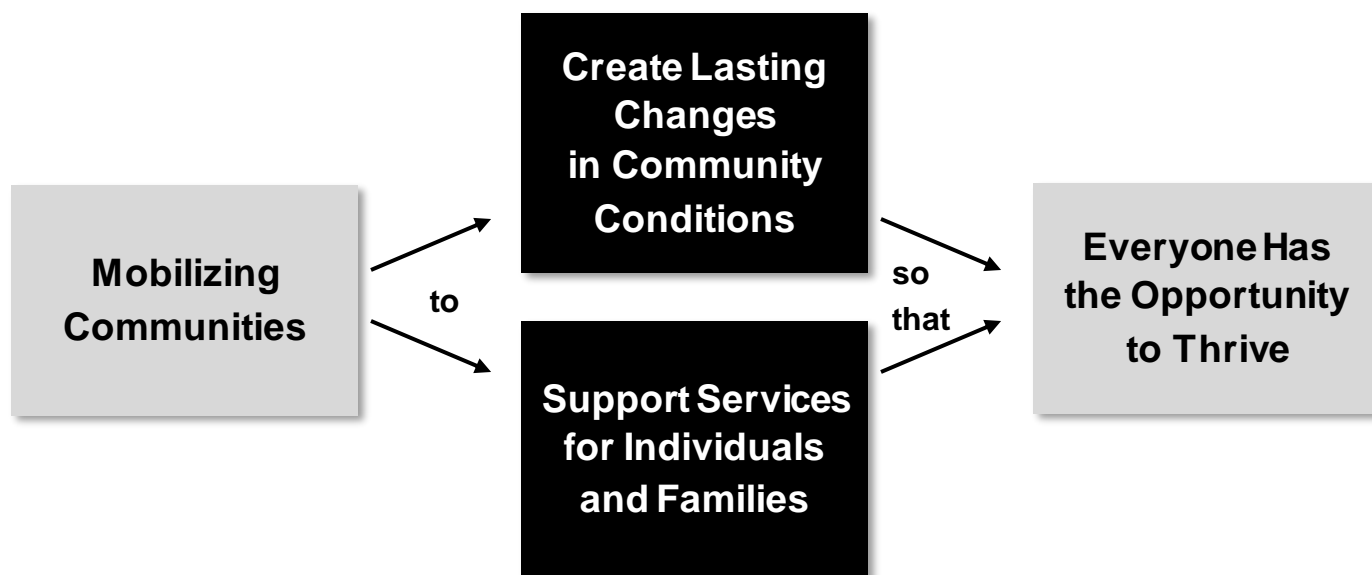 Mobilizing
Communities
to
Create Lasting
Changes
in Community
Conditions
Support Services
for Individuals
and Families
so
that
Everyone Has
the Opportunity
to Thrive